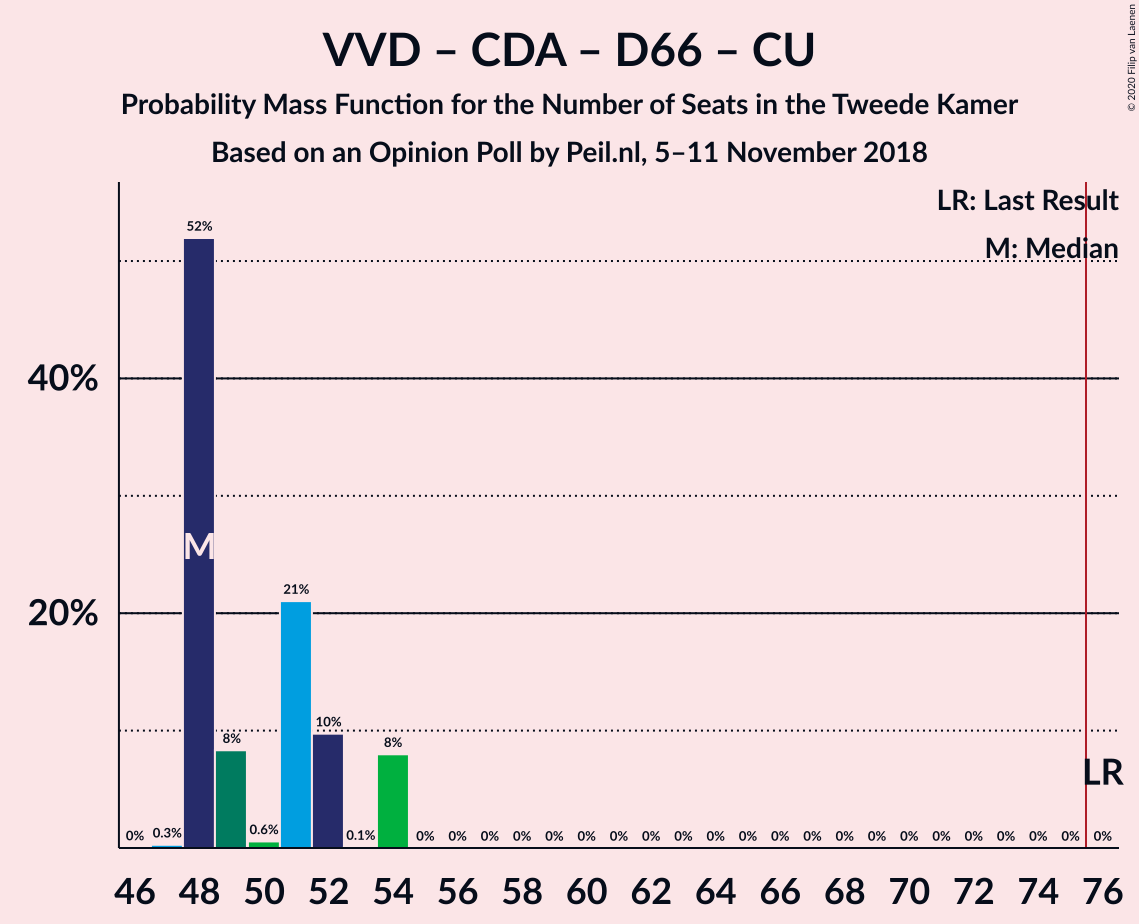 VVD – CDA – D66 – CU
Probability Mass Function for the Number of Seats in the Tweede Kamer
Based on an Opinion Poll by Peil.nl, 5–11 November 2018
© 2020 Filip van Laenen
LR: Last Result
M: Median
52%
40%
M
21%
20%
10%
8%
8%
LR
0% 0.3% 0.6% 0.1% 0% 0% 0% 0% 0% 0% 0% 0% 0% 0% 0% 0% 0% 0% 0% 0% 0% 0% 0% 0% 0% 0%
46 48 50 52 54 56 58 60 62 64 66 68 70 72 74 76